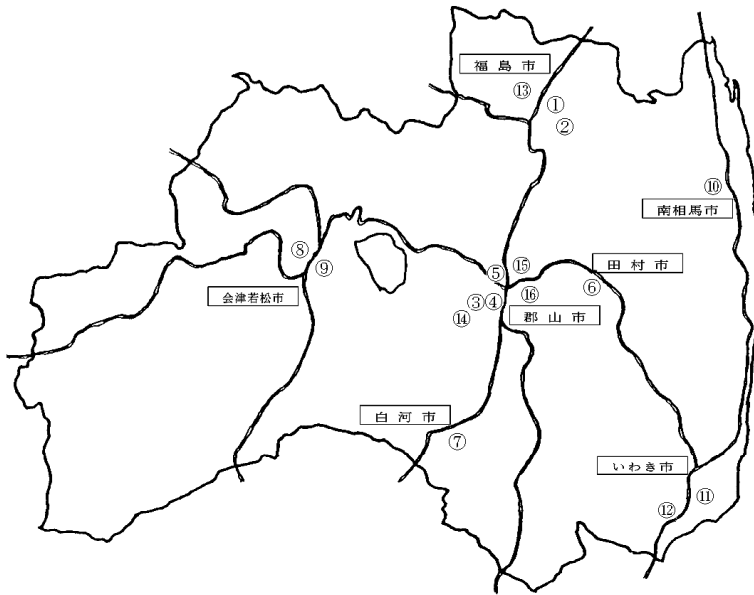 福島市
⑬
①
②
⑩
南相馬市
⑧
⑨
会津若松市
⑤
⑮
田村市
⑥
③
④
⑯
⑭
郡山市
白河市
⑦
いわき市
⑪
⑫